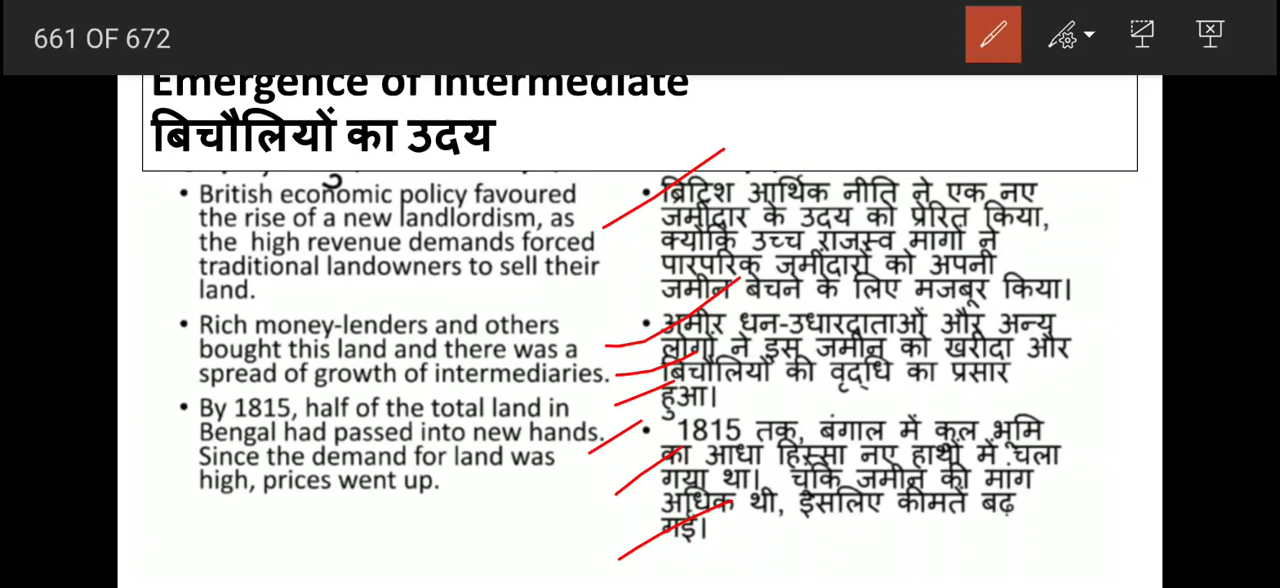 661 OF 672
Emergence of Intermediate
बिचौलियों का उदय
• British economic policy favoured
the rise of a new landlordism, as
the high revenue demands forced
traditional landowners to sell their
land.
• Rich money-lenders and others
bought this land and there was a
spread of growth of intermediaries.
• By 1815, half of the total land in
Bengal had passed into new hands.
Since the demand for land was
high, prices went up.
• ब्रिटिश आर्थिक नीति ने एक नए
जमींदार के उदय को प्रेरित किया,
क्योंकि उच्च राजस्व मांगों ने
पारंपरिक जमींदारों को अपनी
जमीन बेचने के लिए मजबूर किया।
• अमीर धन-उधारदाताओं और अन्य
लोगों ने इस जमीन को खरीदा और
बिचौलियों की वृद्धि का प्रसार
हुआ।
• 1815 तक, बंगाल में कुल भूमि
का आधा हिस्सा नए हाथों में चला
गया था। चूंकि जमीन की मांग
अधिक थी, इसलिए कीमतें बढ़
गईं।